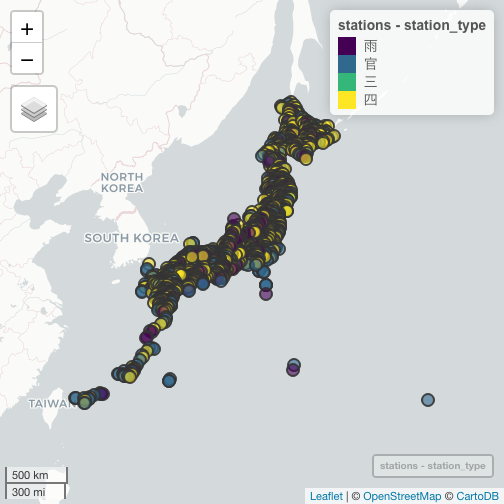 +
−
stations - station_type
雨
官
三
四
NORTH
KOREA
SOUTH KOREA
TAIWAN
500 km
300 mi
stations - station_type
Leaflet | © OpenStreetMap © CartoDB